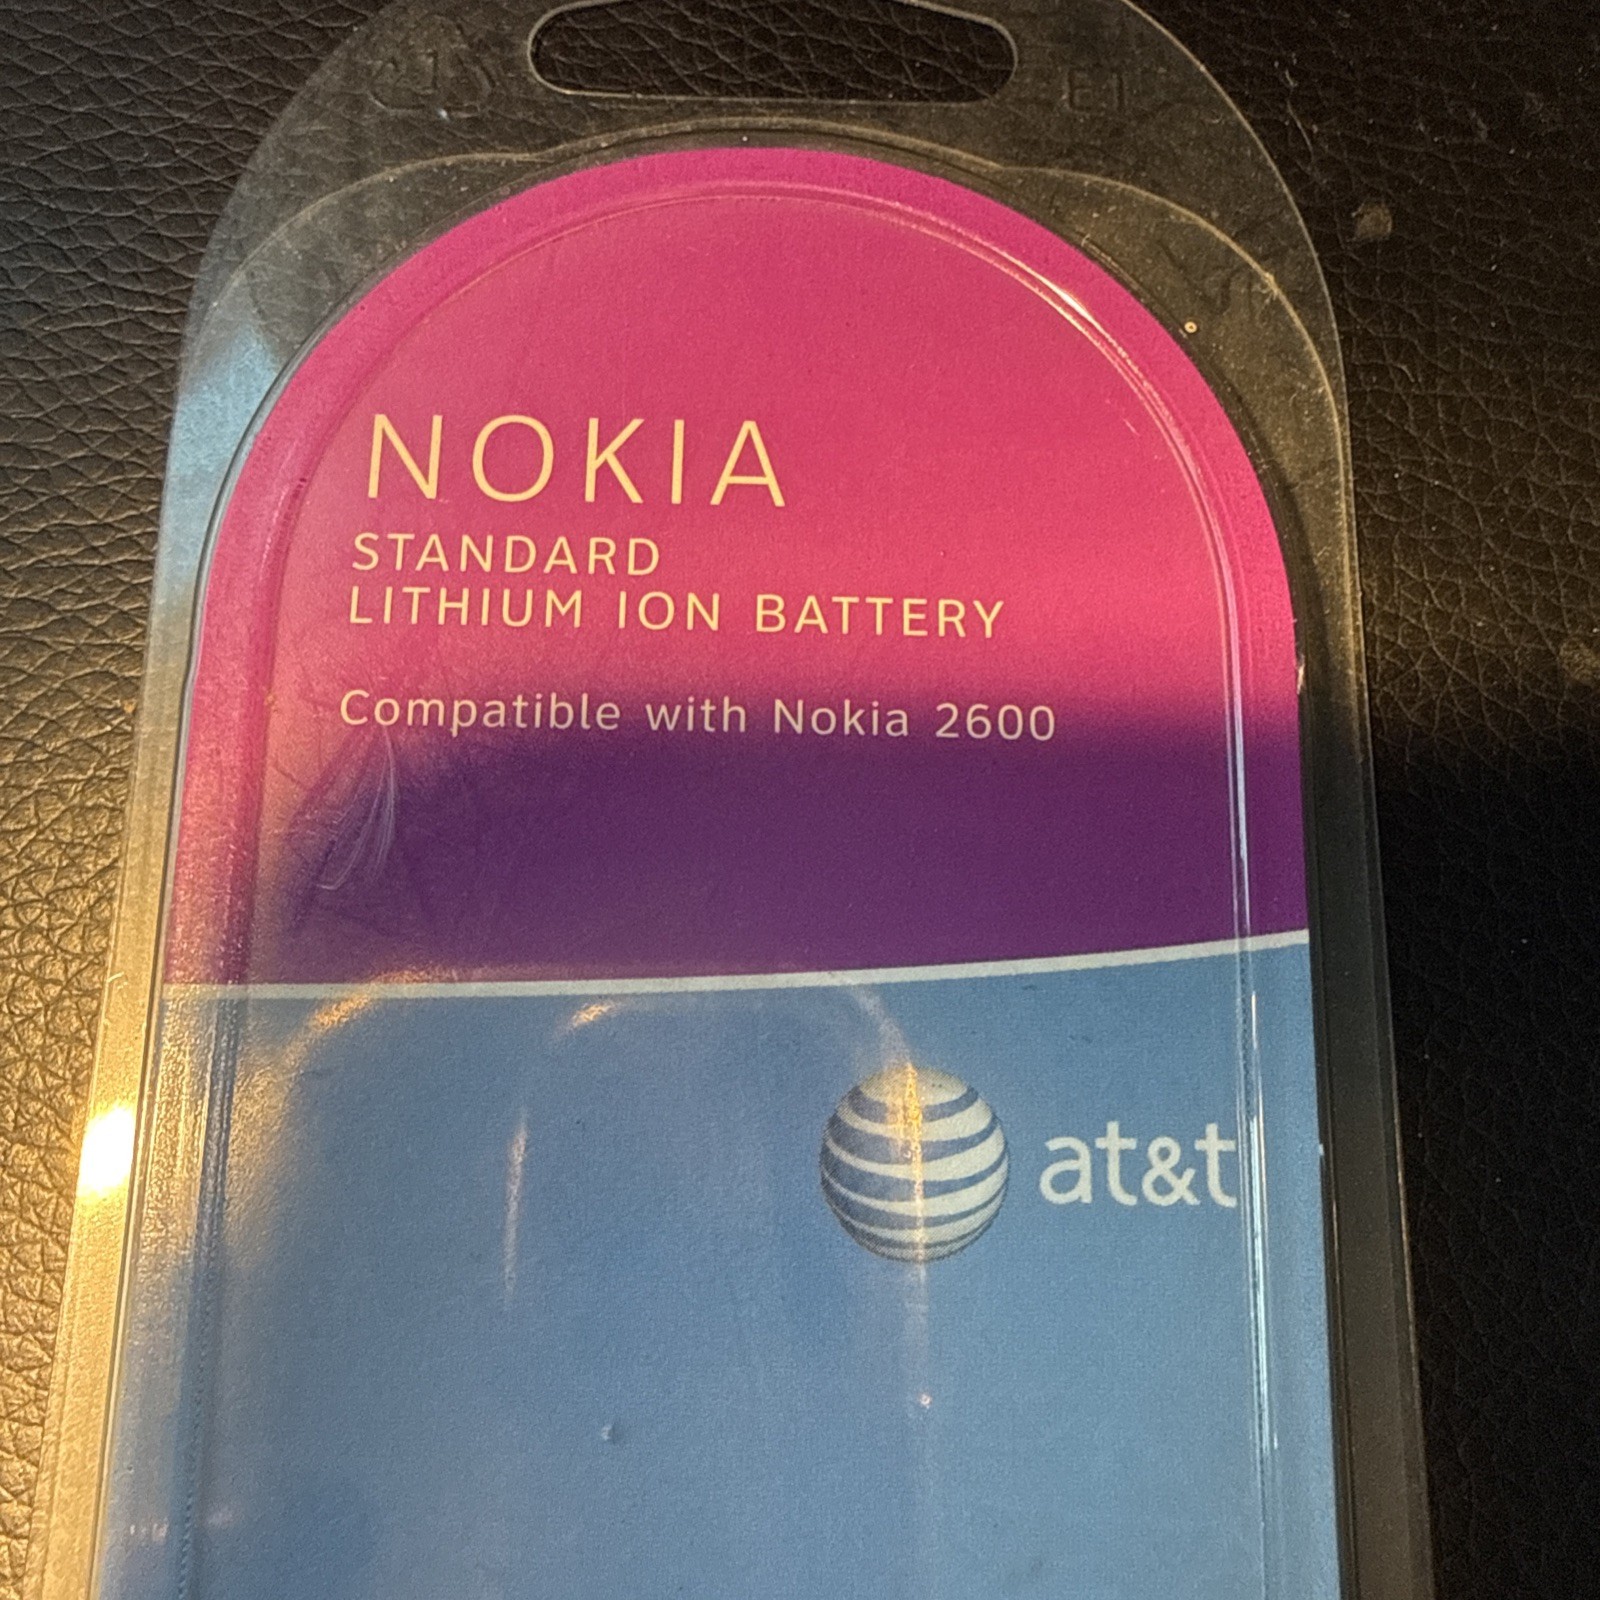 NOKIA
STANDARD
LITHIUM ION BATTERY
Compatible with Nokia 2600
at&t